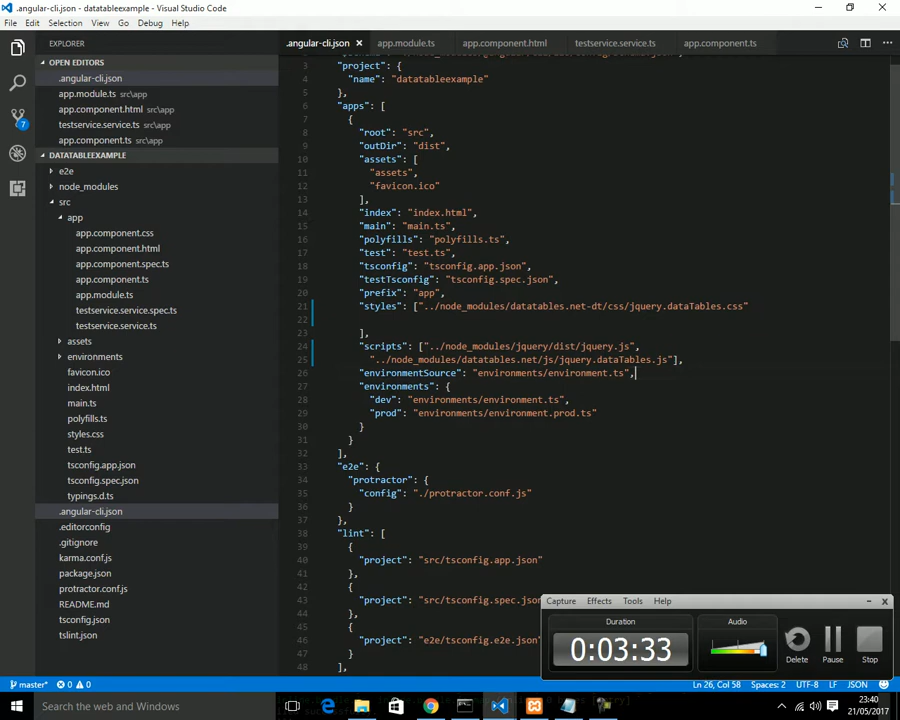 .angular-cli.json - datatableexample - Visual Studio Code
File Edit Selection View Go Debug Help
EXPLORER
OPEN EDITORS
.angular-cli.json
app.module.ts src\app
app.component.html src\app
testservice.service.ts src\app
app.component.ts src\app
DATATABLEEXAMPLE
e2e
node_modules
src
app
app.component.css
app.component.html
app.component.spec.ts
app.component.ts
app.module.ts
testservice.service.spec.ts
testservice.service.ts
assets
environments
favicon.ico
index.html
main.ts
polyfills.ts
styles.css
test.ts
tsconfig.app.json
tsconfig.spec.json
typings.d.ts
.angular-cli.json
.editorconfig
.gitignore
karma.conf.js
package.json
protractor.conf.js
README.md
tsconfig.json
tslint.json
7
.angular-cli.json app.module.ts app.component.html testservice.service.ts app.component.ts
3 "project": {
4 "name": "datatableexample"
5 },
6 "apps": [
7 {
8 "root": "src",
9 "outDir": "dist",
10 "assets": [
11 "assets",
12 "favicon.ico"
13 ],
14 "index": "index.html",
15 "main": "main.ts",
16 "polyfills": "polyfills.ts",
17 "test": "test.ts",
18 "tsconfig": "tsconfig.app.json",
19 "testTsconfig": "tsconfig.spec.json",
20 "prefix": "app",
21 "styles": ["../node_modules/datatables.net-dt/css/jquery.dataTables.css"
22
23 ],
24 "scripts": ["../node_modules/jquery/dist/jquery.js",
25 "../node_modules/datatables.net/js/jquery.dataTables.js"],
26 "environmentSource": "environments/environment.ts",
27 "environments": {
28 "dev": "environments/environment.ts",
29 "prod": "environments/environment.prod.ts"
30 }
31 }
32 ],
33 "e2e": {
34 "protractor": {
35 "config": "./protractor.conf.js"
36 }
37 },
38 "lint": [
39 {
40 "project": "src/tsconfig.app.json"
41 },
42 {
43 "project": "src/tsconfig.spec.json
44 },
45 {
46 "project": "e2e/tsconfig.e2e.json"
47 }
48 ],
Capture Effects Tools Help
Duration
0:03:33
Audio
Delete
Pause
Stop
master* 0 0
Ln 26, Col 58 Spaces: 2 UTF-8 LF JSON
Search Windows
23:40
21/05/2017